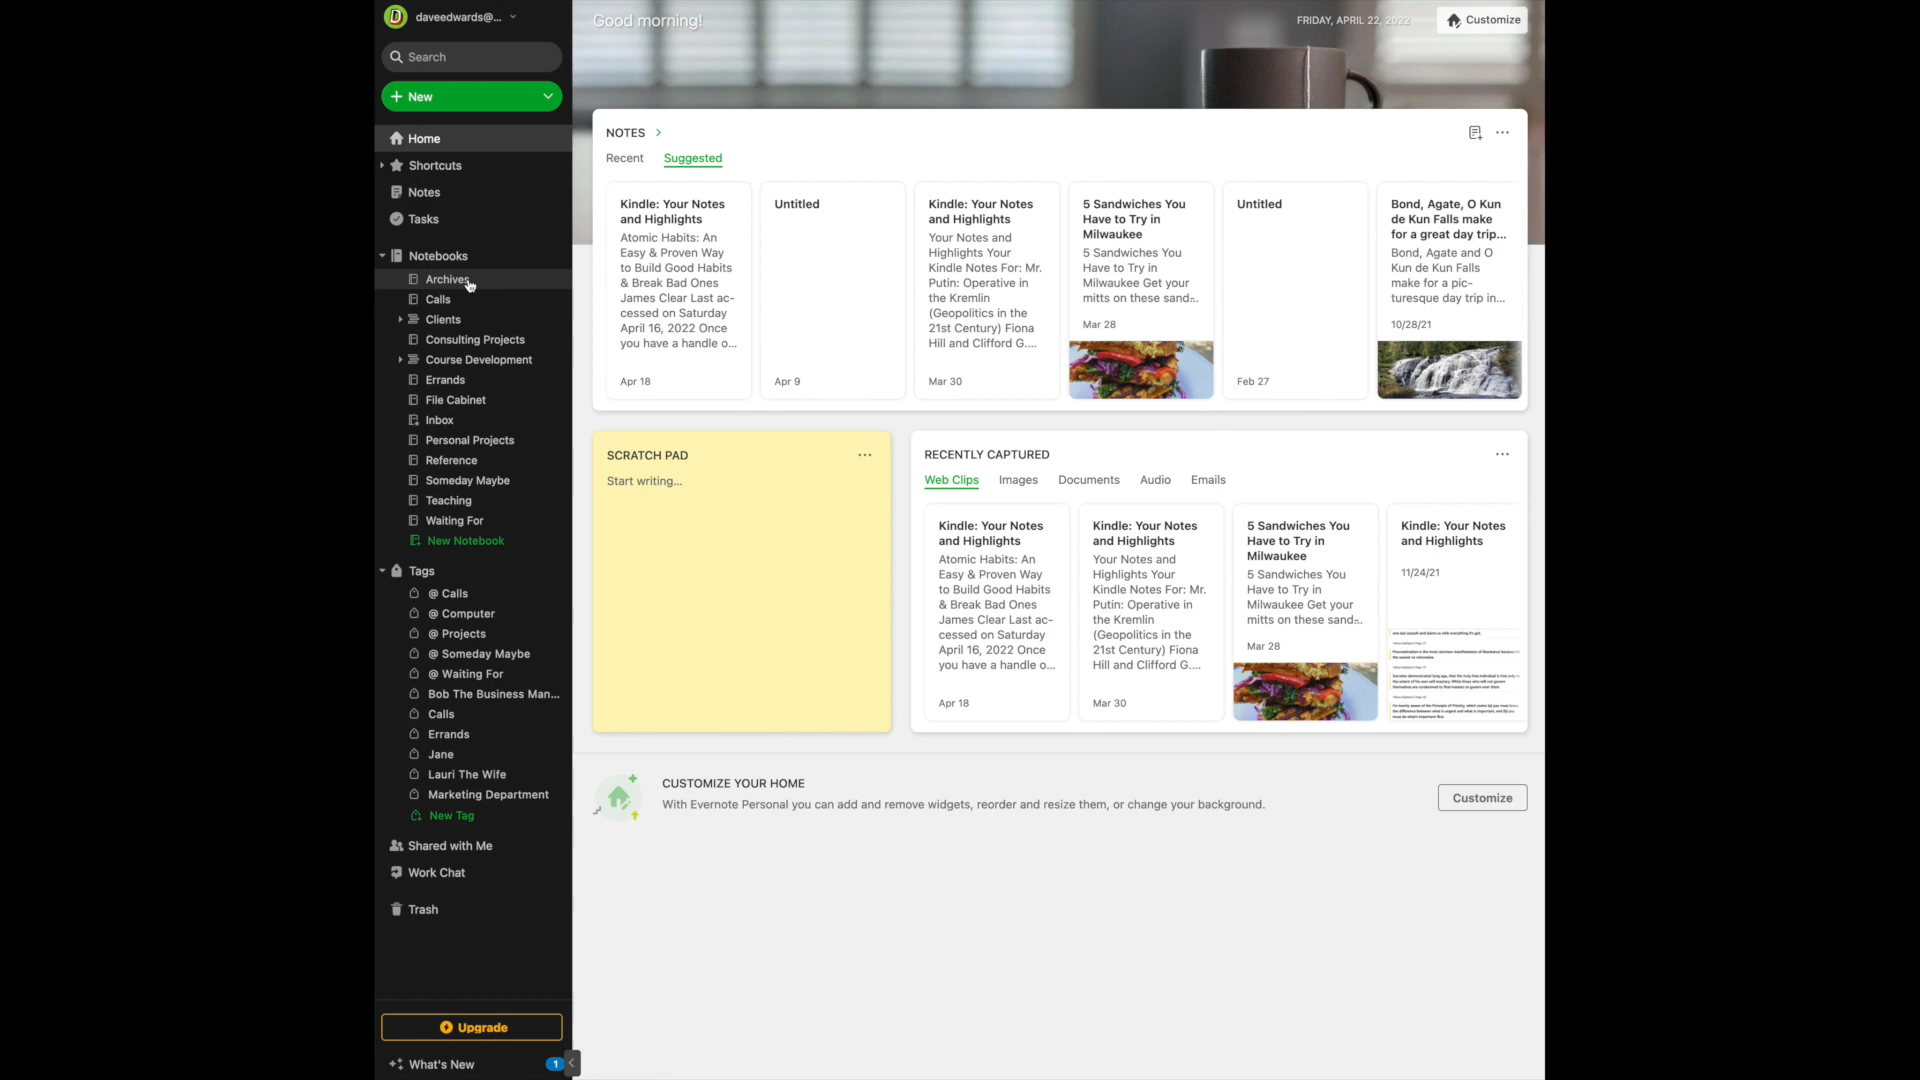 D daveedwards@...
Search
New
Home
Shortcuts
Notes
Tasks
Notebooks
Archives
Calls
Clients
Consulting Projects
Course Development
Errands
File Cabinet
Inbox
Personal Projects
Reference
Someday Maybe
Teaching
Waiting For
New Notebook
Tags
@ Calls
@ Computer
@ Projects
@ Someday Maybe
@ Waiting For
Bob The Business Man...
Calls
Errands
Jane
Lauri The Wife
Marketing Department
New Tag
Shared with Me
Work Chat
Trash
Upgrade
What's New 1
Good morning!
FRIDAY, APRIL 22, 2022
Customize
NOTES
Recent Suggested
Kindle: Your Notes
and Highlights
Atomic Habits: An
Easy & Proven Way
to Build Good Habits
& Break Bad Ones
James Clear Last ac-
cessed on Saturday
April 16, 2022 Once
you have a handle o...
Apr 18
Untitled
Apr 9
Kindle: Your Notes
and Highlights
Your Notes and
Highlights Your
Kindle Notes For: Mr.
Putin: Operative in
the Kremlin
(Geopolitics in the
21st Century) Fiona
Hill and Clifford G....
Mar 30
5 Sandwiches You
Have to Try in
Milwaukee
5 Sandwiches You
Have to Try in
Milwaukee Get your
mitts on these sand-...
Mar 28
Untitled
Feb 27
Bond, Agate, O Kun
de Kun Falls make
for a great day trip...
Bond, Agate and O
Kun de Kun Falls
make for a pic-
turesque day trip in...
10/28/21
SCRATCH PAD
Start writing...
RECENTLY CAPTURED
Web Clips Images Documents Audio Emails
Kindle: Your Notes
and Highlights
Atomic Habits: An
Easy & Proven Way
to Build Good Habits
& Break Bad Ones
James Clear Last ac-
cessed on Saturday
April 16, 2022 Once
you have a handle o...
Apr 18
Kindle: Your Notes
and Highlights
Your Notes and
Highlights Your
Kindle Notes For: Mr.
Putin: Operative in
the Kremlin
(Geopolitics in the
21st Century) Fiona
Hill and Clifford G....
Mar 30
5 Sandwiches You
Have to Try in
Milwaukee
5 Sandwiches You
Have to Try in
Milwaukee Get your
mitts on these sand-...
Mar 28
Kindle: Your Notes
and Highlights
11/24/21
CUSTOMIZE YOUR HOME
With Evernote Personal you can add and remove widgets, reorder and resize them, or change your background.
Customize